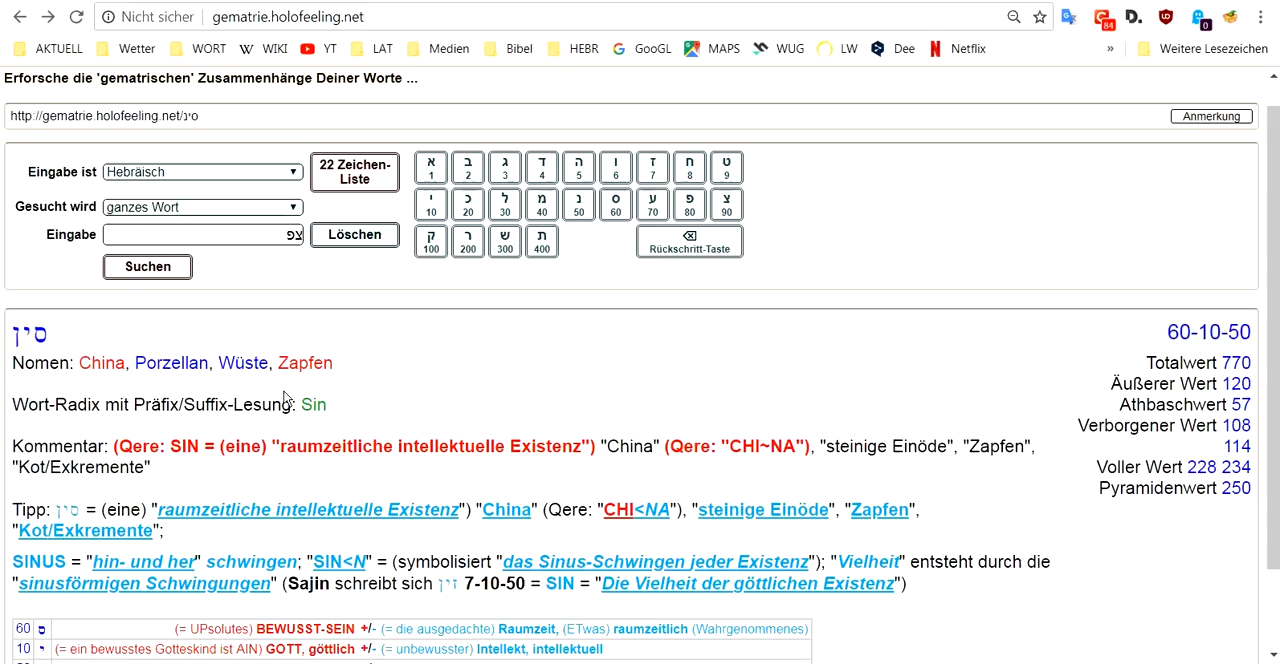 Nicht sicher gematrie.holofeeling.net
84 D. 0
AKTUELL Wetter WORT W WIKI YT LAT Medien Bibel HEBR G GooGL MAPS WUG LW Dee N Netflix » Weitere Lesezeichen
Erforsche die 'gematrischen' Zusammenhänge Deiner Worte ...
http://gematrie.holofeeling.net/סינ Anmerkung
Eingabe ist Hebräisch
22 Zeichen-Liste
א ב ג ד ה ו ז ח ט
1 2 3 4 5 6 7 8 9
Gesucht wird ganzes Wort
י כ ל מ נ ס ע פ צ
10 20 30 40 50 60 70 80 90
Eingabe צפ Löschen
ק ר ש ת
100 200 300 400 Rückschritt-Taste
Suchen
סין 60-10-50
Nomen: China, Porzellan, Wüste, Zapfen
Totalwert 770
Äußerer Wert 120
Wort-Radix mit Präfix/Suffix-Lesung: Sin
Athbaschwert 57
Verborgener Wert 108
114
Voller Wert 228 234
Pyramidenwert 250
Kommentar: (Qere: SIN = (eine) "raumzeitliche intellektuelle Existenz") "China" (Qere: "CHI~NA"), "steinige Einöde", "Zapfen",
"Kot/Exkremente"
Tipp: סין = (eine) "raumzeitliche intellektuelle Existenz") "China" (Qere: "CHI<NA"), "steinige Einöde", "Zapfen",
"Kot/Exkremente";
SINUS = "hin- und her" schwingen; "SIN<N" = (symbolisiert "das Sinus-Schwingen jeder Existenz"); "Vielheit" entsteht durch die
"sinusförmigen Schwingungen" (Sajin schreibt sich זין 7-10-50 = SIN = "Die Vielheit der göttlichen Existenz")
60 ס (= UPsolutes) BEWUSST-SEIN +/- (= die ausgedachte) Raumzeit, (ETwas) raumzeitlich (Wahrgenommenes)
10 י (= ein bewusstes Gotteskind ist AIN) GOTT, göttlich +/- (= unbewusster) Intellekt, intellektuell